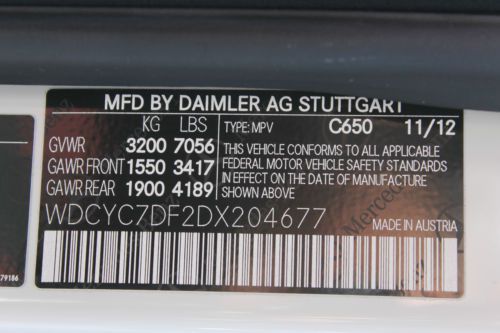 MFD BY DAIMLER AG STUTTGART
KG LBS TYPE: MPV C650 11/12
GVWR 3200 7056
GAWR FRONT 1550 3417
GAWR REAR 1900 4189
THIS VEHICLE CONFORMS TO ALL APPLICABLE
FEDERAL MOTOR VEHICLE SAFETY STANDARDS
IN EFFECT ON THE DATE OF MANUFACTURE
SHOWN ABOVE
WDCYC7DF2DX204677
MADE IN AUSTRIA
79186